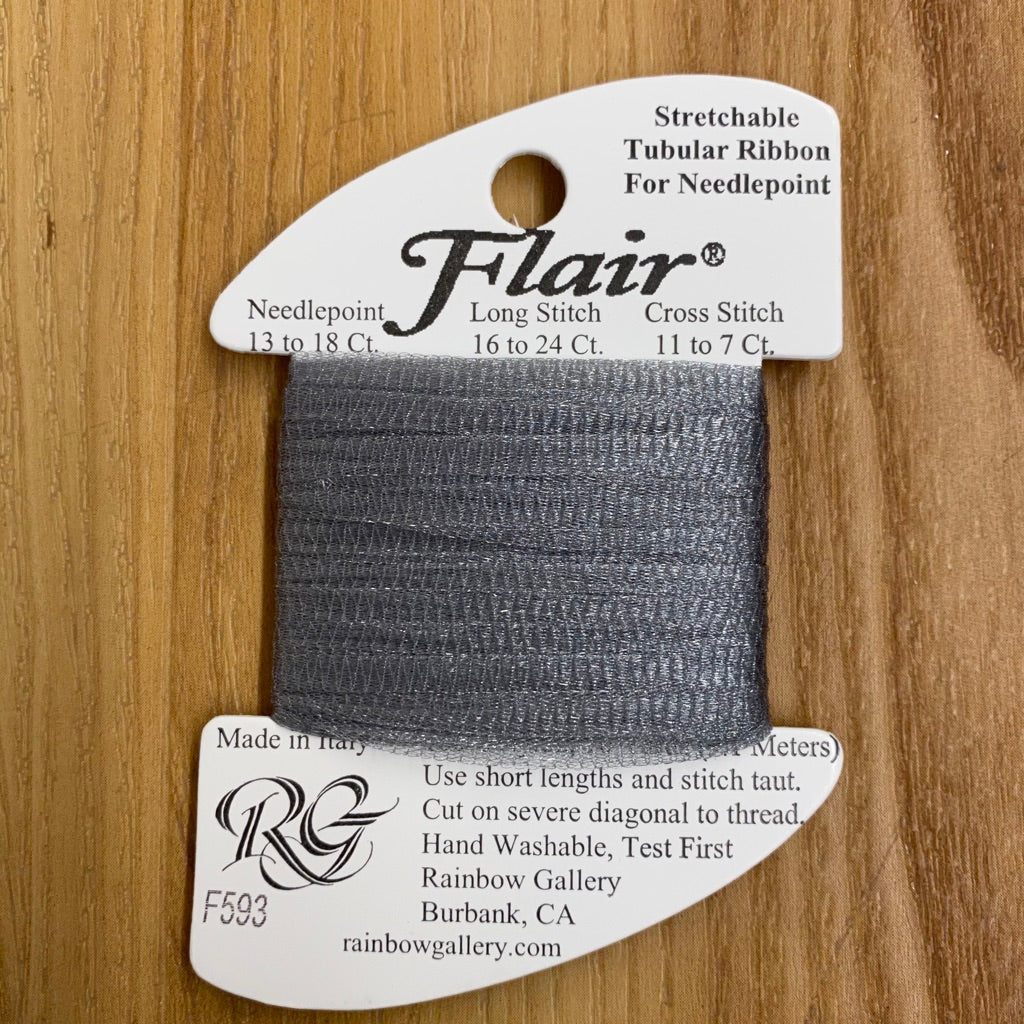 Stretchable
Tubular Ribbon
For Needlepoint
Flair®
Needlepoint Long Stitch Cross Stitch
13 to 18 Ct. 16 to 24 Ct. 11 to 7 Ct.
Made in Italy Meters)
Use short lengths and stitch taut.
Cut on severe diagonal to thread.
Hand Washable, Test First
RG
Rainbow Gallery
F593
Burbank, CA
rainbowgallery.com